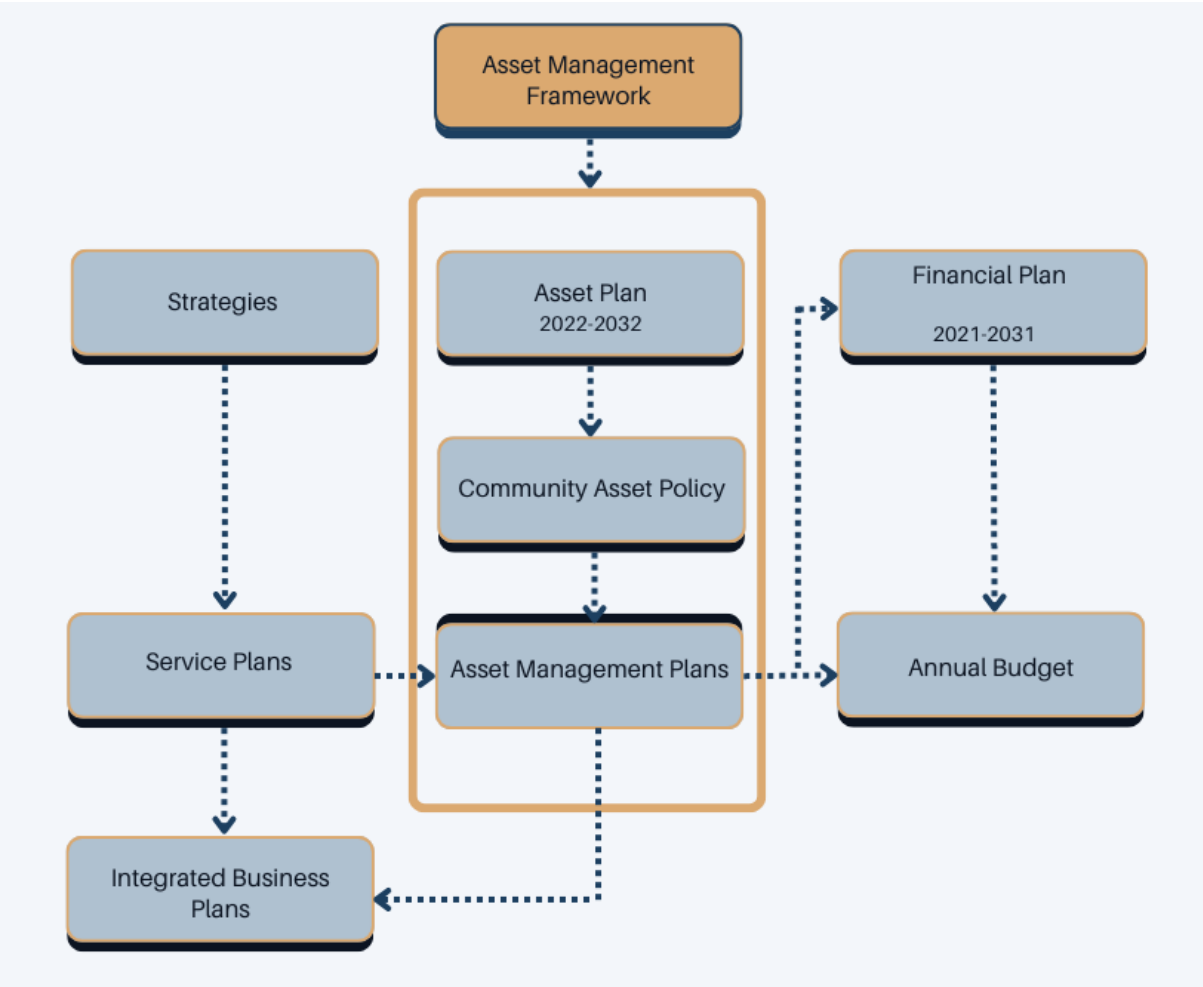 Asset Management
Framework
Strategies
Asset Plan
2022-2032
Financial Plan
2021-2031
Community Asset Policy
Service Plans
Asset Management Plans
Annual Budget
Integrated Business
Plans